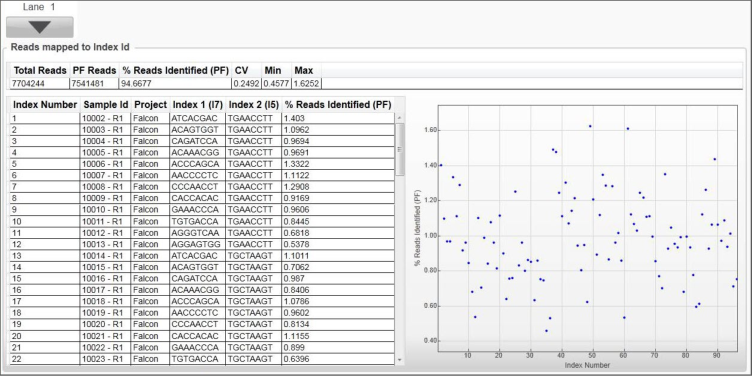 Lane 1
Reads mapped to Index Id
Total Reads PF Reads % Reads Identified (PF) CV Min Max
7704244 7541481 94.6677 0.2492 0.4577 1.6252
Index Number Sample Id Project Index 1 (I7) Index 2 (I5) % Reads Identified (PF)
1 10002 - R1 Falcon ATCACGAC TGAACCTT 1.403
2 10003 - R1 Falcon ACAGTGGT TGAACCTT 1.0962
3 10004 - R1 Falcon CAGATCCA TGAACCTT 0.9694
4 10005 - R1 Falcon ACAAACGG TGAACCTT 0.9691
5 10006 - R1 Falcon ACCCAGCA TGAACCTT 1.3322
6 10007 - R1 Falcon AACCCCTC TGAACCTT 1.1122
7 10008 - R1 Falcon CCCAACCT TGAACCTT 1.2908
8 10009 - R1 Falcon CACCACAC TGAACCTT 0.9169
9 10010 - R1 Falcon GAAACCCA TGAACCTT 0.9606
10 10011 - R1 Falcon TGTGACCA TGAACCTT 0.8445
11 10012 - R1 Falcon AGGGTCAA TGAACCTT 0.6818
12 10013 - R1 Falcon AGGAGTGG TGAACCTT 0.5378
13 10014 - R1 Falcon ATCACGAC TGCTAAGT 1.1011
14 10015 - R1 Falcon ACAGTGGT TGCTAAGT 0.7062
15 10016 - R1 Falcon CAGATCCA TGCTAAGT 0.987
16 10017 - R1 Falcon ACAAACGG TGCTAAGT 0.8406
17 10018 - R1 Falcon ACCCAGCA TGCTAAGT 1.0786
18 10019 - R1 Falcon AACCCCTC TGCTAAGT 0.9602
19 10020 - R1 Falcon CCCAACCT TGCTAAGT 0.8134
20 10021 - R1 Falcon CACCACAC TGCTAAGT 1.1155
21 10022 - R1 Falcon GAAACCCA TGCTAAGT 0.899
22 10023 - R1 Falcon TGTGACCA TGCTAAGT 0.6396
% Reads Identified (PF)
1.60
1.40
1.20
1.00
0.80
0.60
0.40
10 20 30 40 50 60 70 80 90
Index Number